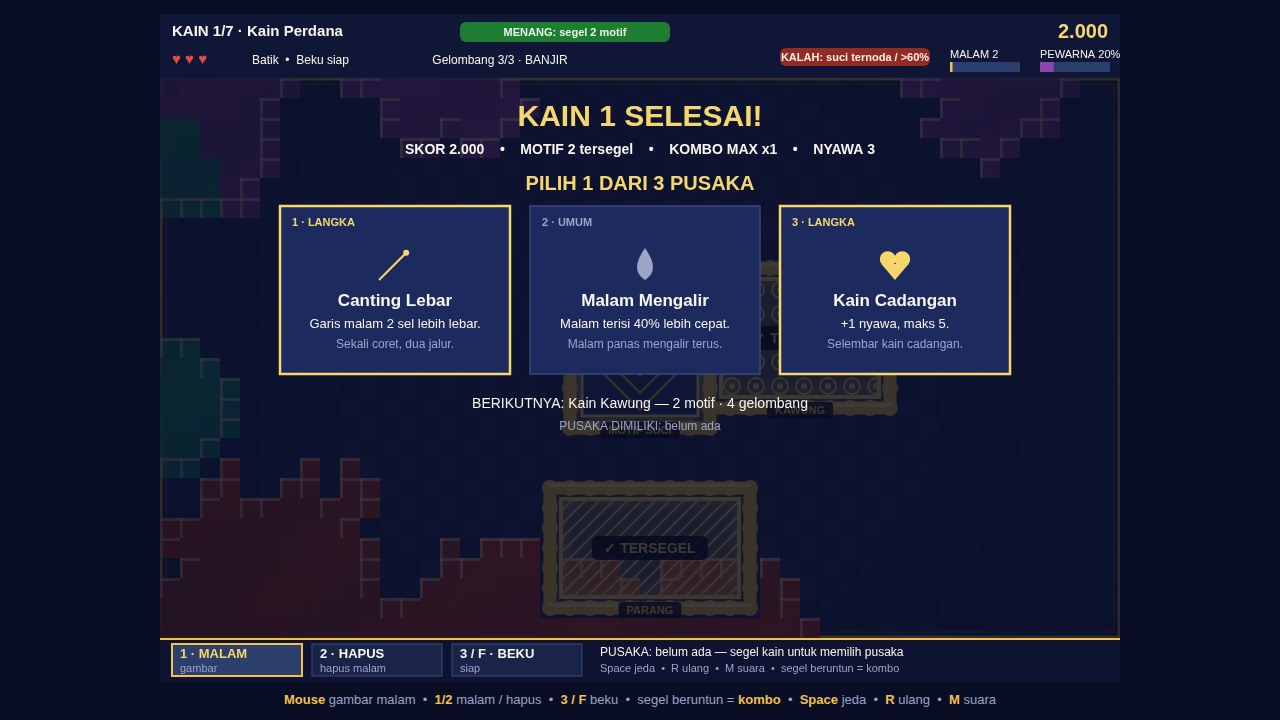 KAIN 1/7 · Kain Perdana
MENANG: segel 2 motif
2.000
♥ ♥ ♥
Batik • Beku siap
Gelombang 3/3 · BANJIR
KALAH: suci ternoda / >60%
MALAM 2
PEWARNA 20%
KAIN 1 SELESAI!
SKOR 2.000 • MOTIF 2 tersegel • KOMBO MAX x1 • NYAWA 3
PILIH 1 DARI 3 PUSAKA
1 · LANGKA
Canting Lebar
Garis malam 2 sel lebih lebar.
Sekali coret, dua jalur.
2 · UMUM
Malam Mengalir
Malam terisi 40% lebih cepat.
Malam panas mengalir terus.
3 · LANGKA
Kain Cadangan
+1 nyawa, maks 5.
Selembar kain cadangan.
BERIKUTNYA: Kain Kawung — 2 motif · 4 gelombang
KAWUNG
PUSAKA DIMILIKI: belum ada
MOTIF SUCI
✓ TERSEGEL
PARANG
1 · MALAM
gambar
2 · HAPUS
hapus malam
3 / F · BEKU
siap
PUSAKA: belum ada — segel kain untuk memilih pusaka
Space jeda • R ulang • M suara • segel beruntun = kombo
Mouse gambar malam • 1/2 malam / hapus • 3 / F beku • segel beruntun = kombo • Space jeda • R ulang • M suara